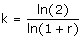 k = ln(2) / ln(1 + r)